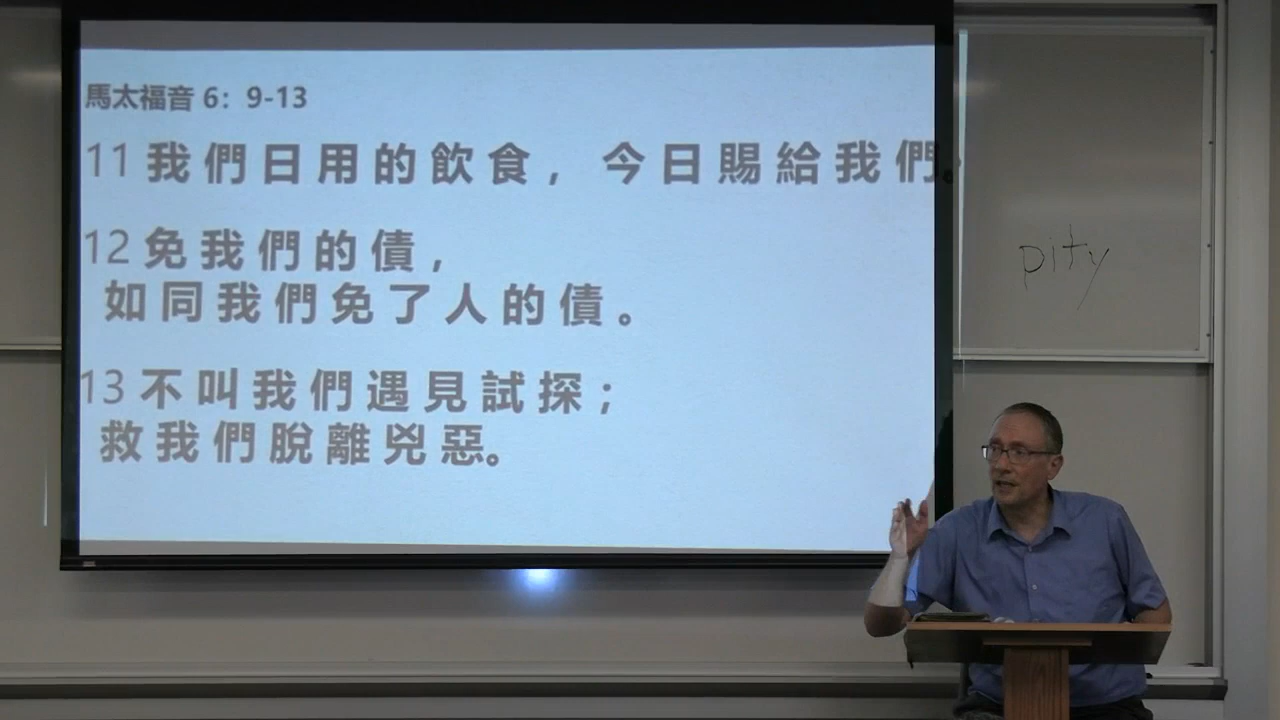 馬太福音 6：9-13
11 我們日用的飲食，今日賜給我們。
12 免我們的債，
如同我們免了人的債。
13 不叫我們遇見試探；
救我們脫離兇惡。
pity